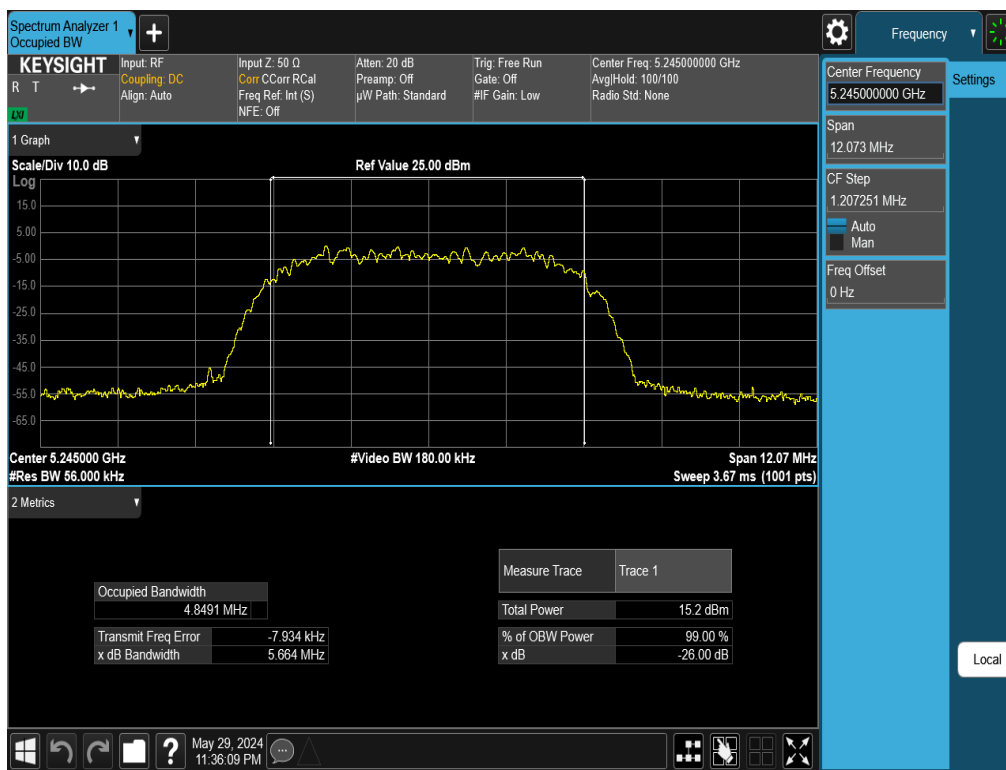 Spectrum Analyzer 1
Occupied BW
Frequency
KEYSIGHT
R T
LXI
Input: RF
Coupling: DC
Align: Auto
Input Z: 50 Ω
Corr CCorr RCal
Freq Ref: Int (S)
NFE: Off
Atten: 20 dB
Preamp: Off
µW Path: Standard
Trig: Free Run
Gate: Off
#IF Gain: Low
Center Freq: 5.245000000 GHz
Avg|Hold: 100/100
Radio Std: None
Center Frequency
5.245000000 GHz
Settings
Span
12.073 MHz
CF Step
1.207251 MHz
Auto
Man
Freq Offset
0 Hz
Local
1 Graph
Scale/Div 10.0 dB
Ref Value 25.00 dBm
Log
15.0
5.00
-5.00
-15.0
-25.0
-35.0
-45.0
-55.0
-65.0
Center 5.245000 GHz
#Video BW 180.00 kHz
Span 12.07 MHz
#Res BW 56.000 kHz
Sweep 3.67 ms (1001 pts)
2 Metrics
Measure Trace Trace 1
Occupied Bandwidth
4.8491 MHz
Total Power 15.2 dBm
Transmit Freq Error -7.934 kHz
% of OBW Power 99.00 %
x dB Bandwidth 5.664 MHz
x dB -26.00 dB
?
May 29, 2024
11:36:09 PM